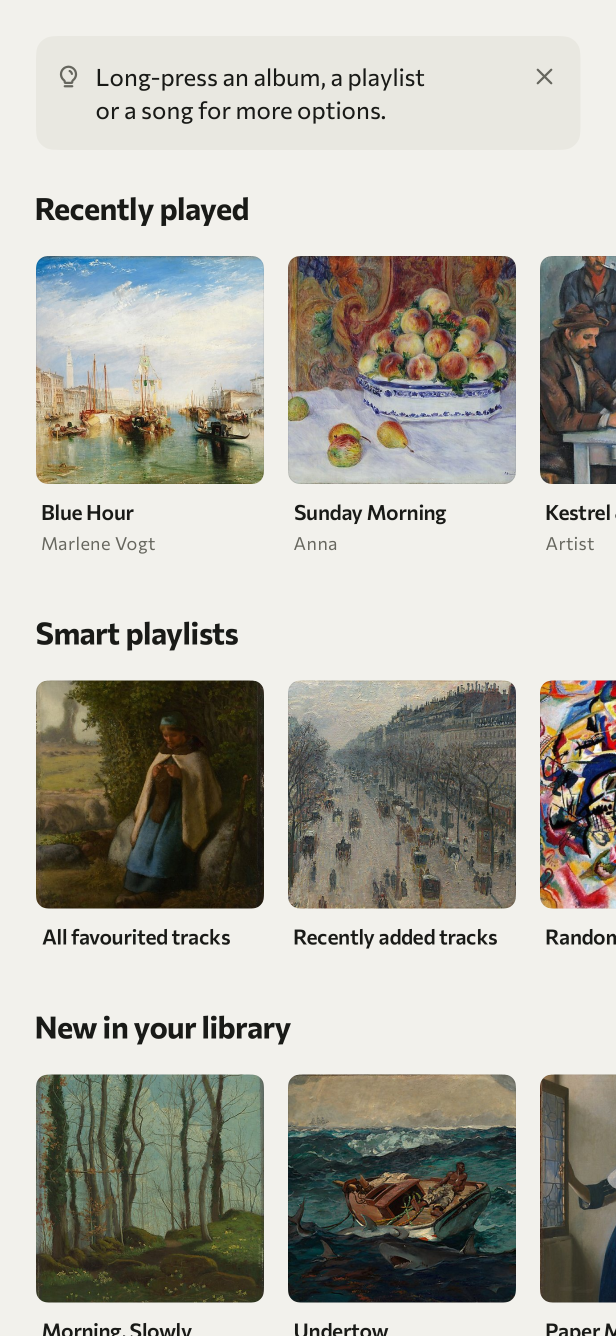 Long-press an album, a playlist
or a song for more options.
Recently played
Blue Hour
Sunday Morning
Kestrel
Marlene Vogt
Anna
Artist
Smart playlists
All favourited tracks
Recently added tracks
New in your library
Morning, Slowly
Undertow
Paper